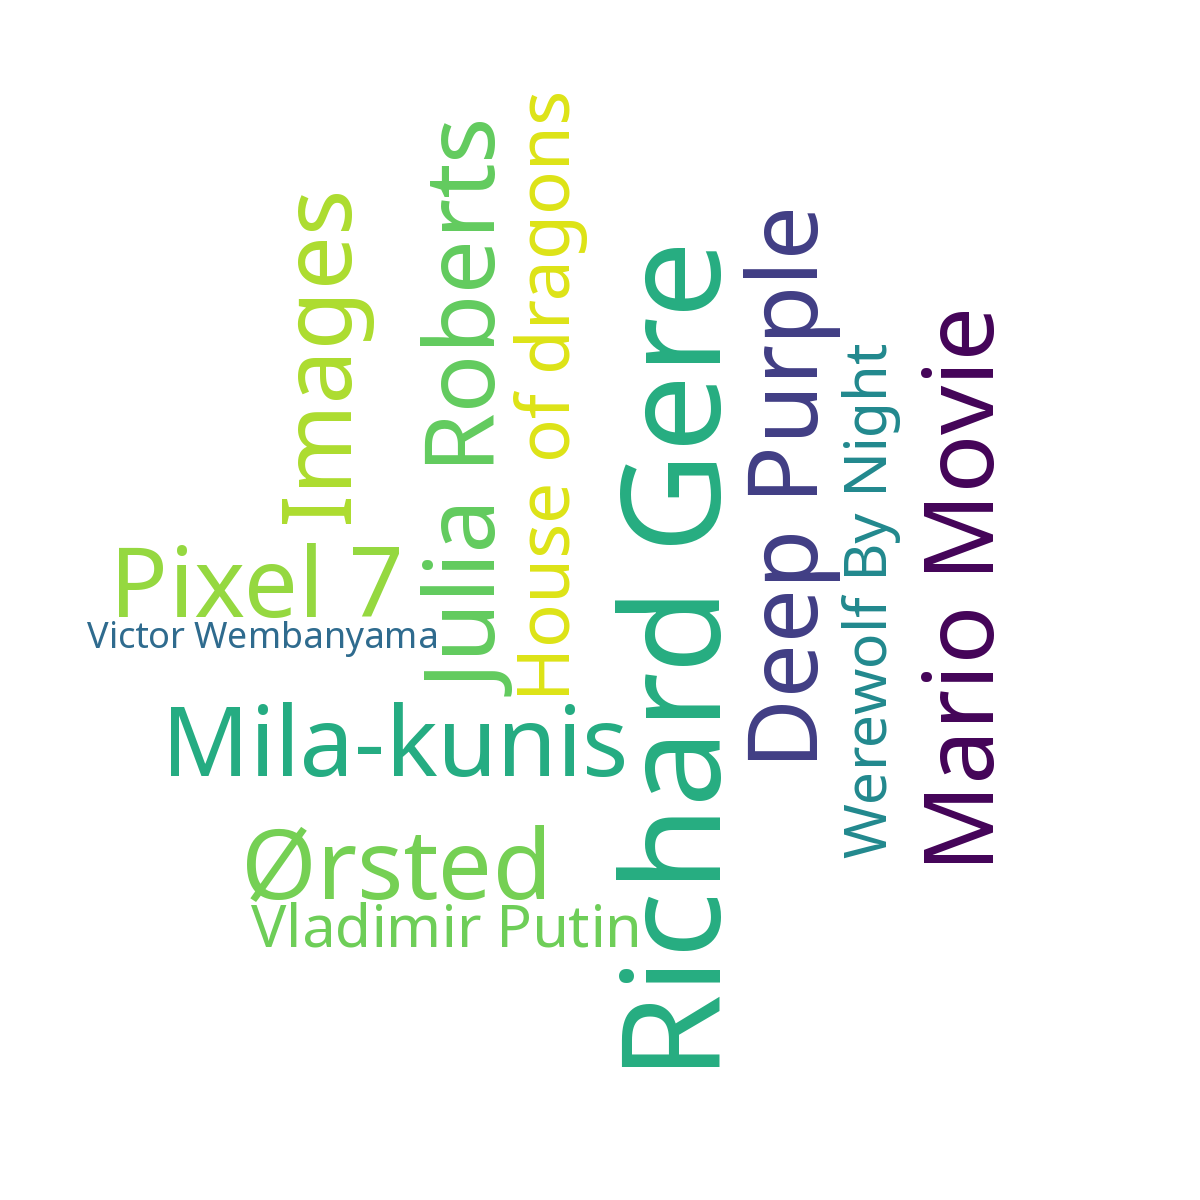 Images
Julia Roberts
House of dragons
Richard Gere
Deep Purple
Werewolf By Night
Mario Movie
Pixel 7
Victor Wembanyama
Mila-kunis
Ørsted
Vladimir Putin